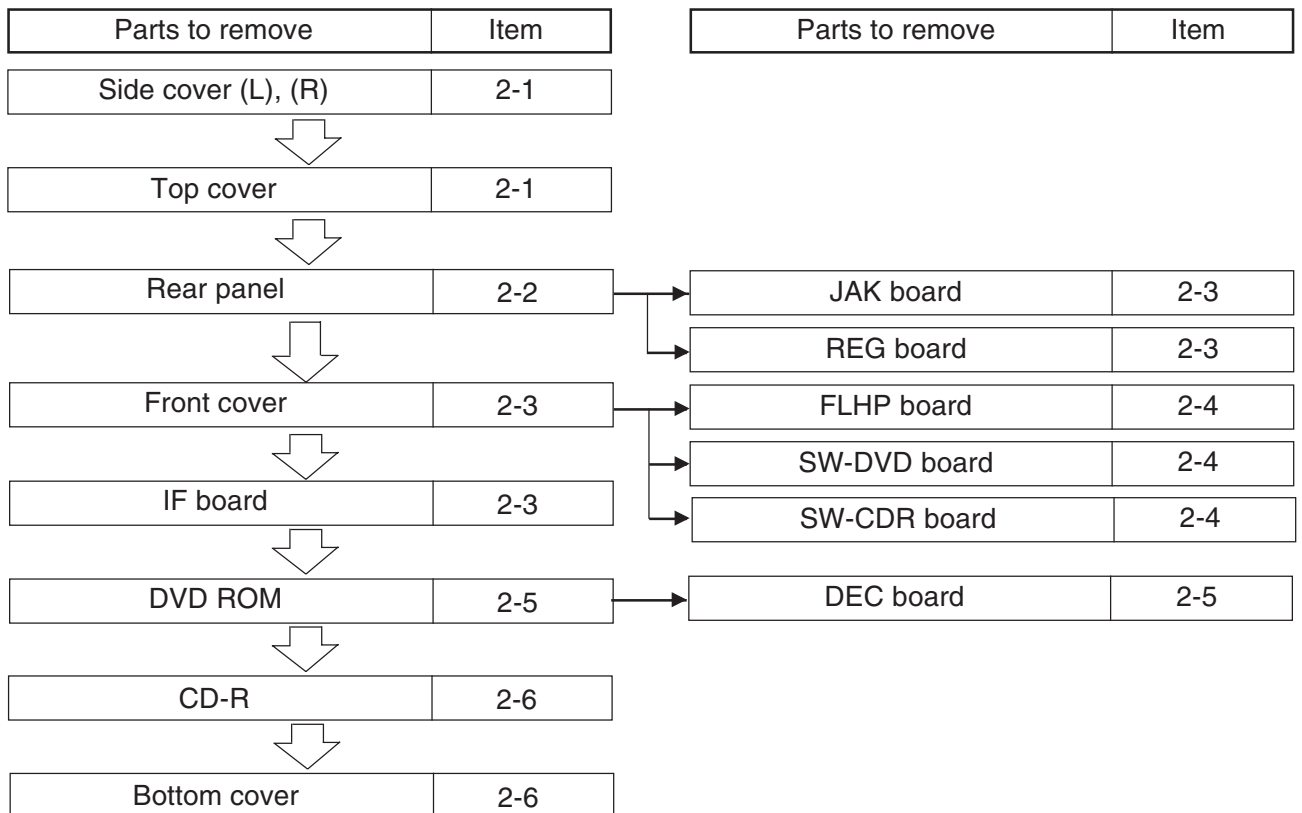 Parts to remove Item Parts to remove Item
Side cover (L), (R) 2-1
Top cover 2-1
Rear panel 2-2 JAK board 2-3
REG board 2-3
Front cover 2-3 FLHP board 2-4
SW-DVD board 2-4
IF board 2-3 SW-CDR board 2-4
DVD ROM 2-5 DEC board 2-5
CD-R 2-6
Bottom cover 2-6